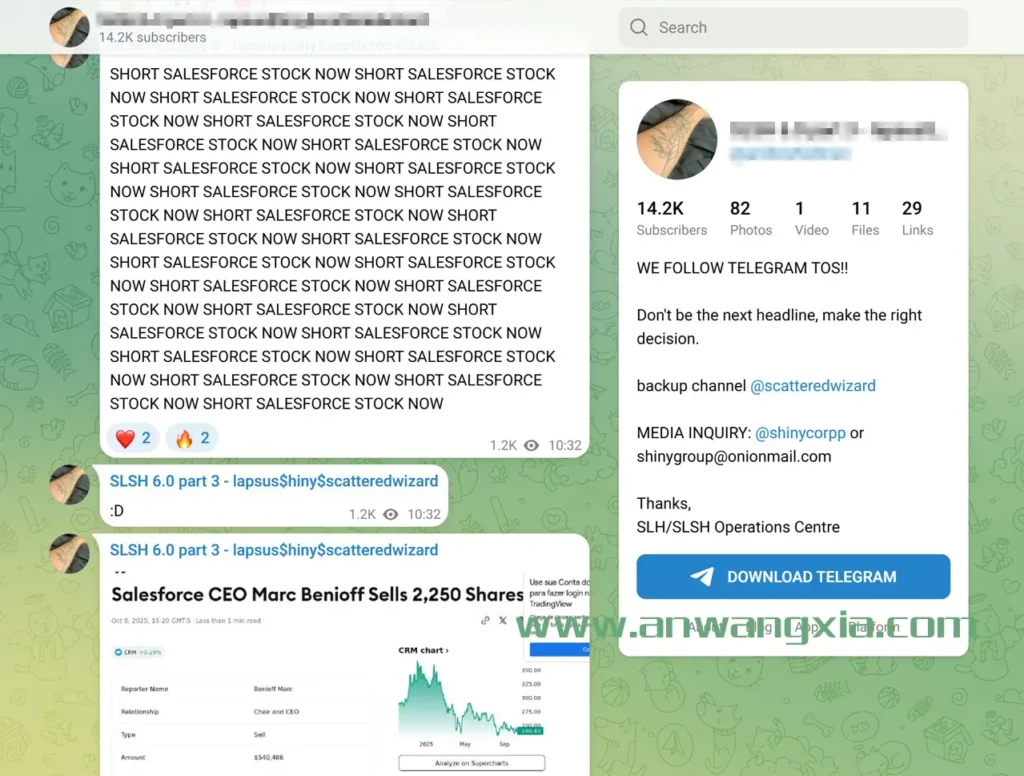 14.2K subscribers
Search
SHORT SALESFORCE STOCK NOW SHORT SALESFORCE STOCK
NOW SHORT SALESFORCE STOCK NOW SHORT SALESFORCE
STOCK NOW SHORT SALESFORCE STOCK NOW SHORT
SALESFORCE STOCK NOW SHORT SALESFORCE STOCK NOW
SHORT SALESFORCE STOCK NOW SHORT SALESFORCE STOCK
NOW SHORT SALESFORCE STOCK NOW SHORT SALESFORCE
STOCK NOW SHORT SALESFORCE STOCK NOW SHORT
SALESFORCE STOCK NOW SHORT SALESFORCE STOCK NOW
SHORT SALESFORCE STOCK NOW SHORT SALESFORCE STOCK
NOW SHORT SALESFORCE STOCK NOW SHORT SALESFORCE
STOCK NOW SHORT SALESFORCE STOCK NOW SHORT
SALESFORCE STOCK NOW SHORT SALESFORCE STOCK NOW
SHORT SALESFORCE STOCK NOW SHORT SALESFORCE STOCK
NOW SHORT SALESFORCE STOCK NOW SHORT SALESFORCE
STOCK NOW SHORT SALESFORCE STOCK NOW
2 2
1.2K 10:32
SLSH 6.0 part 3 - lapsus$hiny$scatteredwizard
:D
1.2K 10:32
SLSH 6.0 part 3 - lapsus$hiny$scatteredwizard
Salesforce CEO Marc Benioff Sells 2,250 Shares
Oct 8, 2025, 15:20 GMT-5 Less than 1 min read
CRM +0.29%
Reporter Name Benioff Marc
Relationship Chair and CEO
Type Sell
Amount $540,486
Use sua Conta do
para fazer login n
TradingView
CRM chart ›
350.00
325.00
300.00
275.00
250.00
240.43
2025 May Sep
Analyze on Supercharts
14.2K 82 1 11 29
Subscribers Photos Video Files Links
WE FOLLOW TELEGRAM TOS!!
Don't be the next headline, make the right
decision.
backup channel @scatteredwizard
MEDIA INQUIRY: @shinycorpp or
shinygroup@onionmail.com
Thanks,
SLH/SLSH Operations Centre
DOWNLOAD TELEGRAM
About Blog Apps Platform
www.anwangxia.com